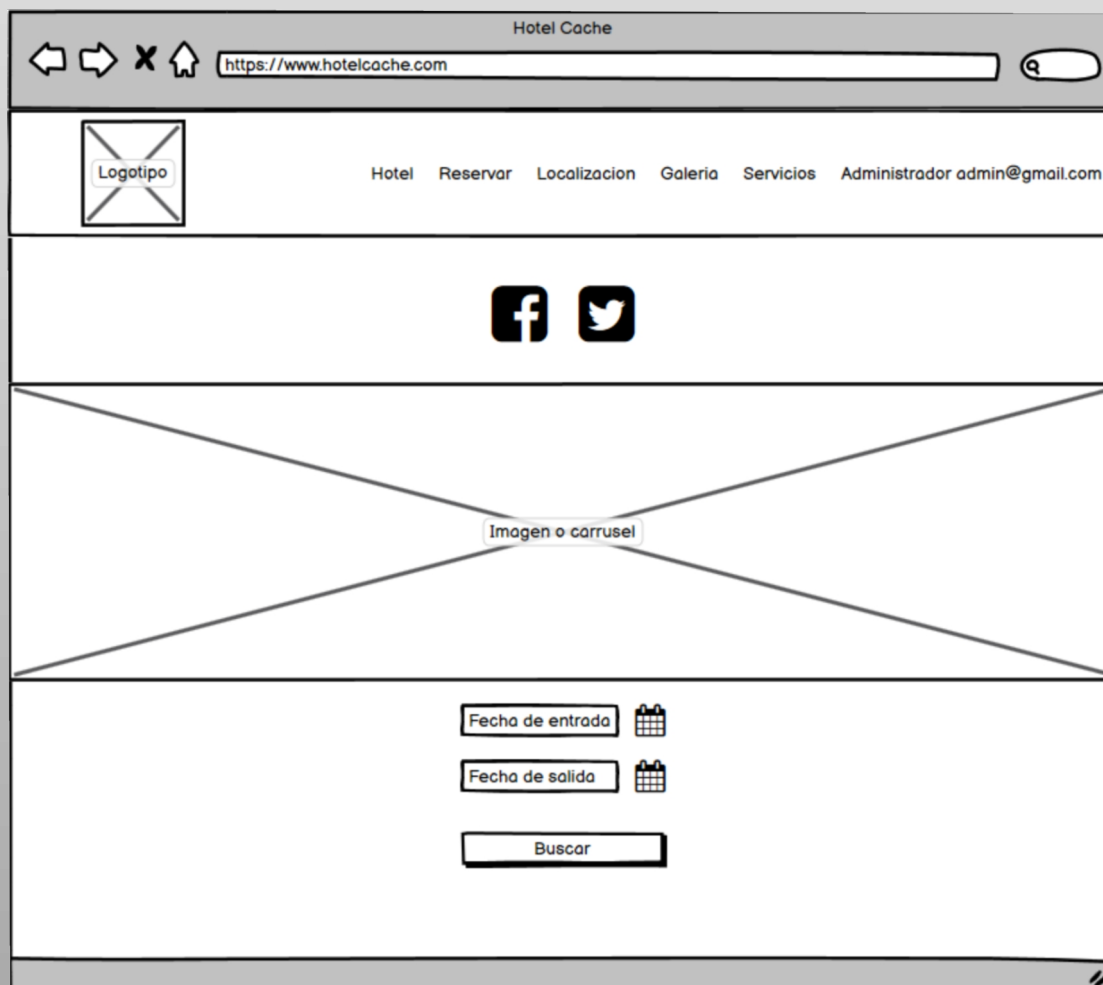 Hotel Cache
https://www.hotelcache.com
Logotipo
Hotel Reservar Localizacion Galeria Servicios Administrador admin@gmail.com
Imagen o carrusel
Fecha de entrada
Fecha de salida
Buscar